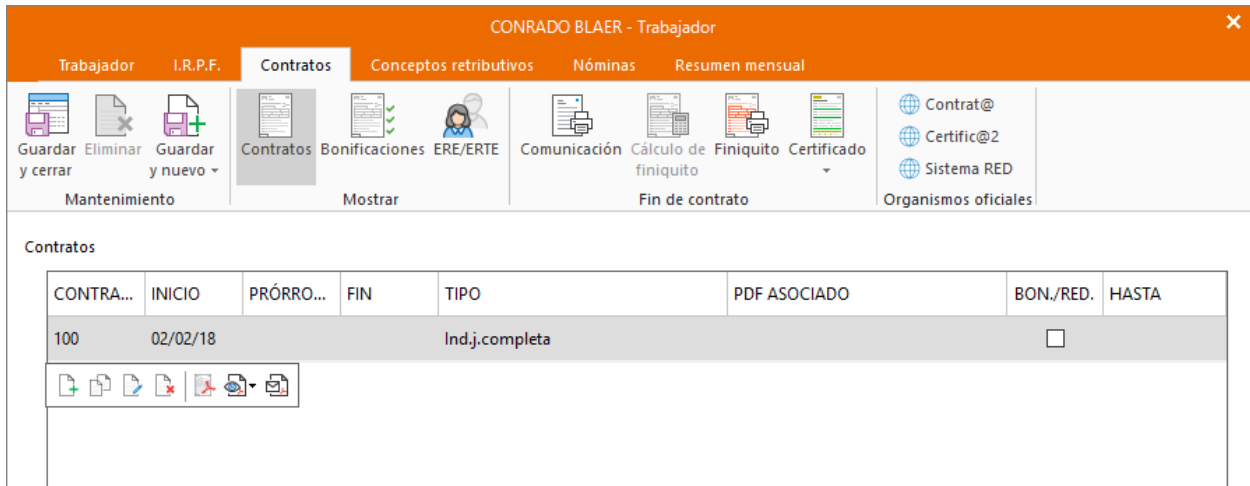 CONRADO BLAER - Trabajador
Trabajador I.R.P.F. Contratos Conceptos retributivos Nóminas Resumen mensual
Guardar y cerrar Eliminar Guardar y nuevo Contratos Bonificaciones ERE/ERTE Comunicación Cálculo de finiquito Finiquito Certificado
Contrat@
Certific@2
Sistema RED
Mantenimiento Mostrar Fin de contrato Organismos oficiales
Contratos
CONTRA... INICIO PRÓRRO... FIN TIPO PDF ASOCIADO BON./RED. HASTA
100 02/02/18 Ind.j.completa